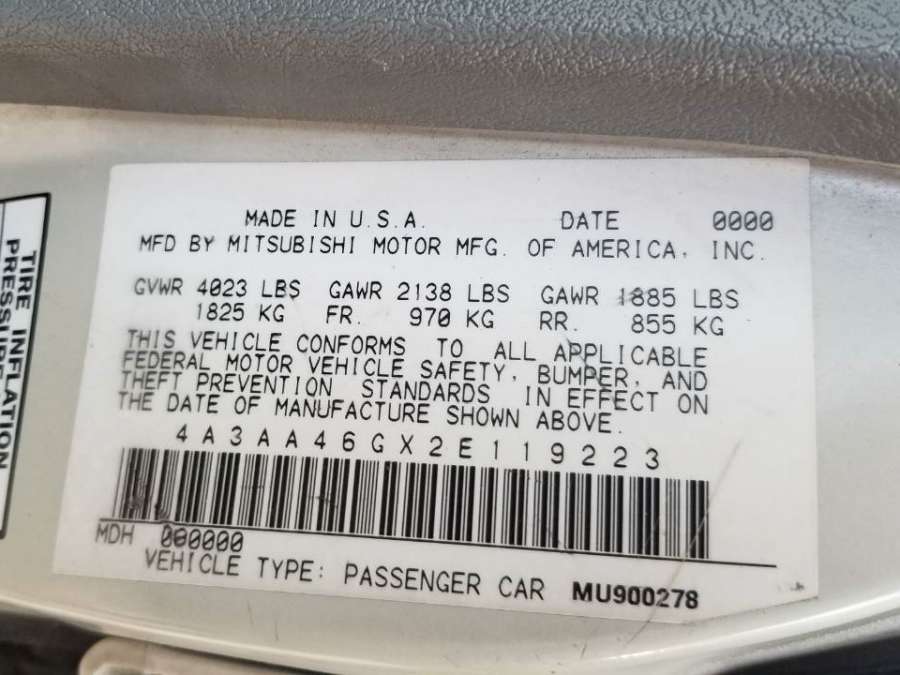 MADE IN U.S.A. DATE 0000
MFD BY MITSUBISHI MOTOR MFG. OF AMERICA, INC.
GVWR 4023 LBS GAWR 2138 LBS GAWR 1885 LBS
1825 KG FR. 970 KG RR. 855 KG
THIS VEHICLE CONFORMS TO ALL APPLICABLE
FEDERAL MOTOR VEHICLE SAFETY, BUMPER, AND
THEFT PREVENTION STANDARDS IN EFFECT ON
THE DATE OF MANUFACTURE SHOWN ABOVE.
4A3AA46GX2E119223
MDH 000000
VEHICLE TYPE: PASSENGER CAR MU900278
TIRE INFLATION
PRESSURE